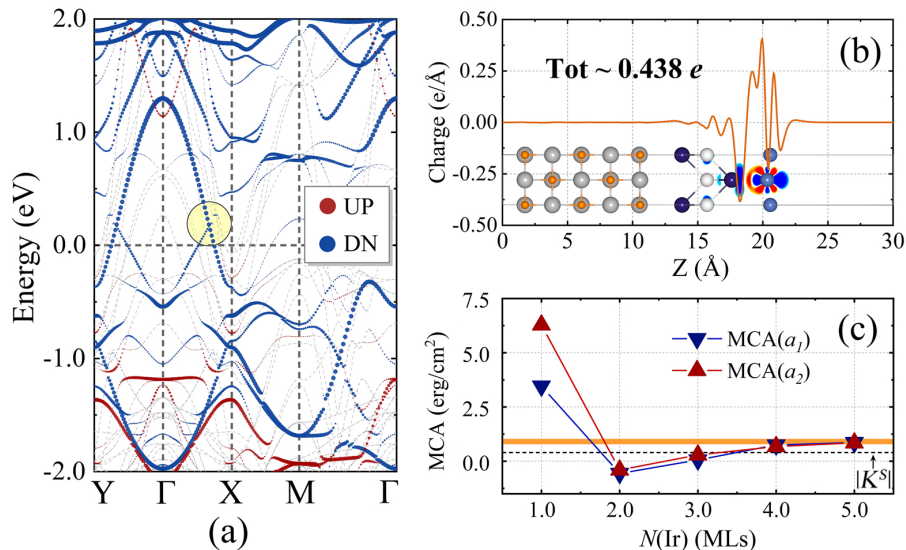 2.0
1.0
0.0
-1.0
-2.0
Energy (eV)
UP
DN
Y Γ X M Γ
(a)
0.50
0.25
0.00
-0.25
-0.50
Charge (e/Å)
Tot ~ 0.438 e
(b)
0 5 10 15 20 25 30
Z (Å)
7.5
5.0
2.5
0.0
MCA (erg/cm²)
MCA(a₁)
MCA(a₂)
(c)
|Kˢ|
1.0 2.0 3.0 4.0 5.0
N(Ir) (MLs)